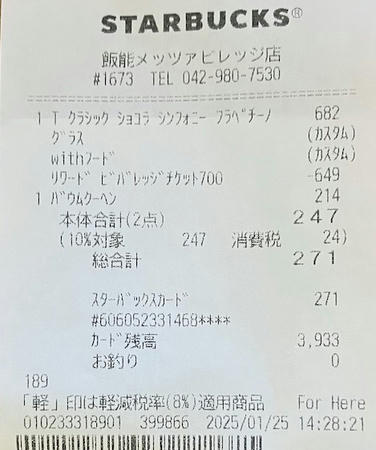 STARBUCKS®
飯能メッツァビレッジ店
#1673 TEL 042-980-7530
1 T クラシック ショコラ シンフォニー フラペチーノ 682
グラス (カスタム)
withフード (カスタム)
リワード ビバレッジチケット700 -649
1 バウムクーヘン 214
本体合計(2点) 247
(10%対象 247 消費税 24)
総合計 271
スターバックスカード 271
#606052331468****
カード残高 3,933
お釣り 0
189
「軽」印は軽減税率(8%)適用商品 For Here
010233318901 399866 2025/01/25 14:28:21